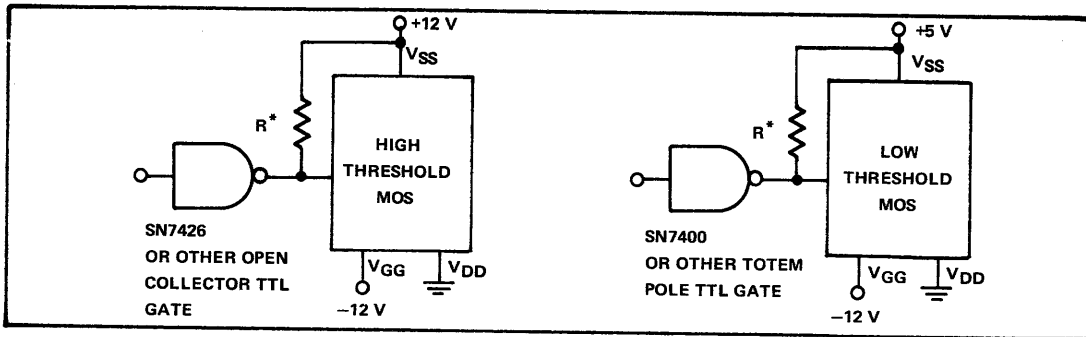 +12 V
VSS
R*
HIGH
THRESHOLD
MOS
SN7426
OR OTHER OPEN
COLLECTOR TTL
GATE
VGG
VDD
−12 V
+5 V
VSS
R*
LOW
THRESHOLD
MOS
SN7400
OR OTHER TOTEM
POLE TTL GATE
VGG
VDD
−12 V